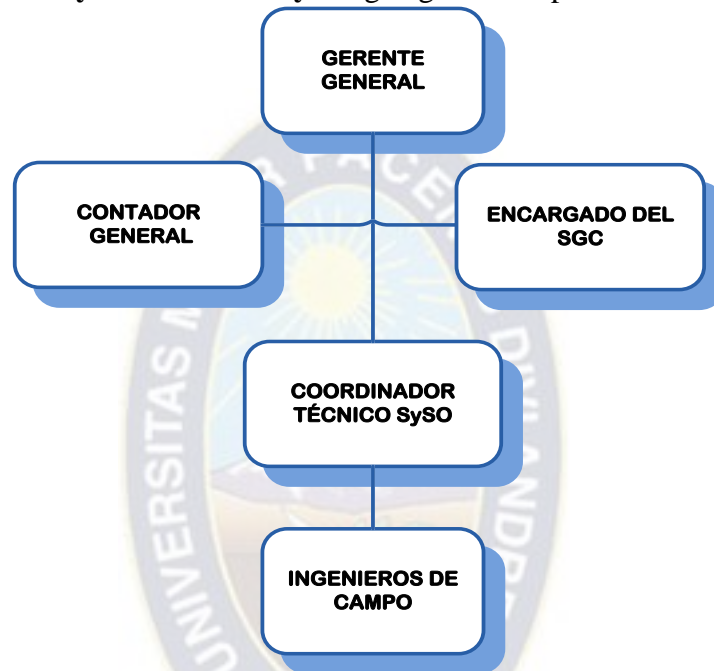 GERENTE
GENERAL
CONTADOR
GENERAL
ENCARGADO DEL
SGC
COORDINADOR
TÉCNICO SySO
INGENIEROS DE
CAMPO